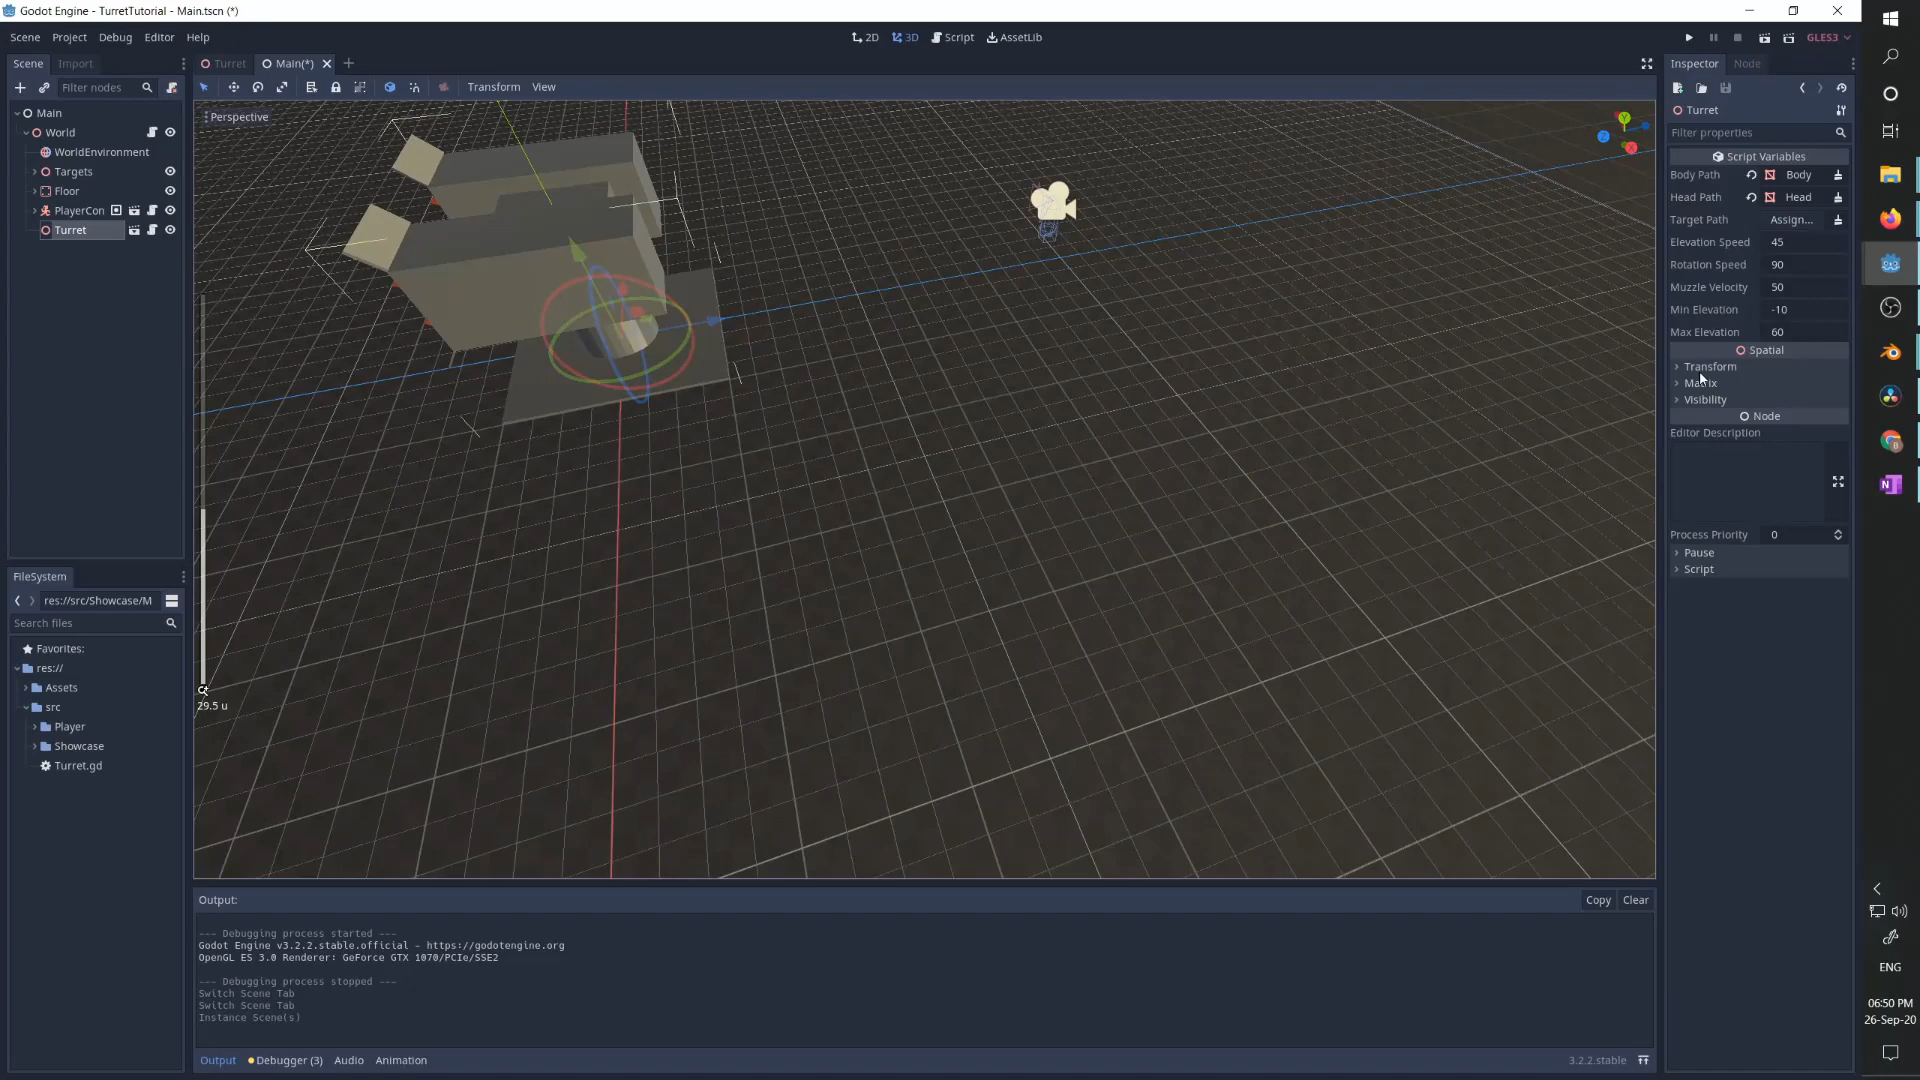 Godot Engine - TurretTutorial - Main.tscn (*)
Scene Project Debug Editor Help
2D 3D Script AssetLib
GLES3
Scene Import
Turret Main(*)
Inspector Node
Filter nodes
Transform View
Main
World
WorldEnvironment
Targets
Floor
PlayerCon
Turret
Perspective
Y
Z
X
Turret
Filter properties
Script Variables
Body Path Body
Head Path Head
Target Path Assign...
Elevation Speed 45
Rotation Speed 90
Muzzle Velocity 50
Min Elevation -10
Max Elevation 60
Spatial
Transform
Matrix
Visibility
Node
Editor Description
Process Priority 0
Pause
Script
FileSystem
res://src/Showcase/M
Search files
Favorites:
res://
Assets
src
Player
Showcase
Turret.gd
29.5 u
Output:
Copy Clear
--- Debugging process started ---
Godot Engine v3.2.2.stable.official - https://godotengine.org
OpenGL ES 3.0 Renderer: GeForce GTX 1070/PCIe/SSE2
--- Debugging process stopped ---
Switch Scene Tab
Switch Scene Tab
Instance Scene(s)
Output Debugger (3) Audio Animation
3.2.2.stable
ENG
06:50 PM
26-Sep-20